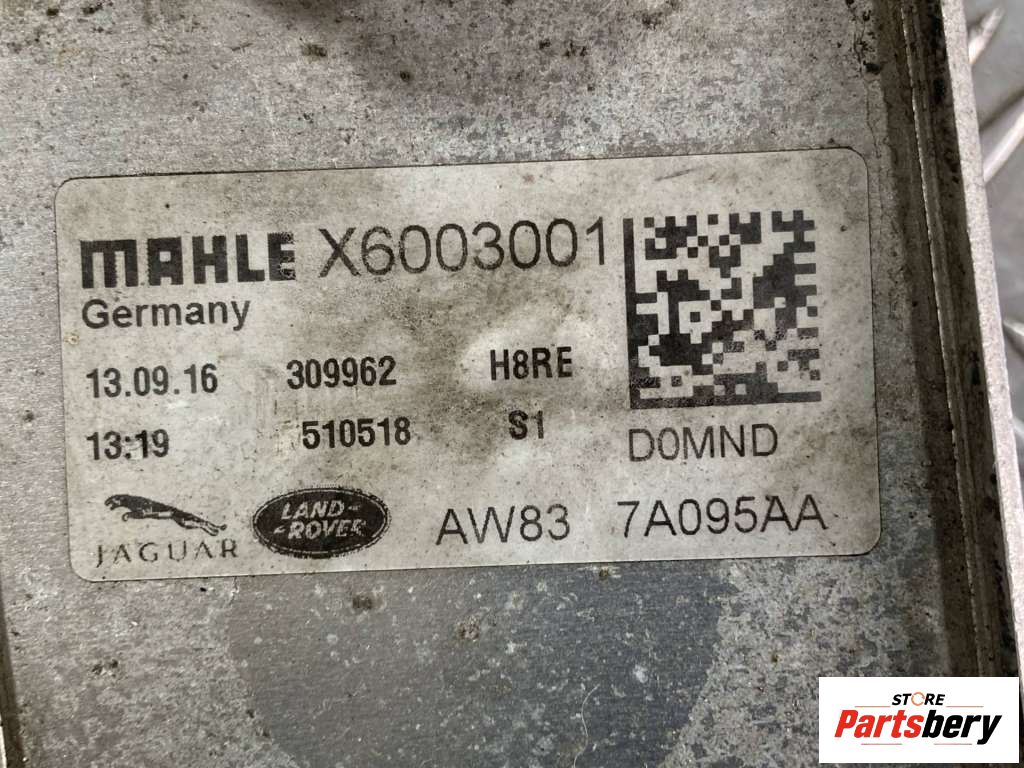 MAHLE X6003001
Germany
13.09.16 309962 H8RE
13:19 510518 S1 D0MND
JAGUAR LAND-ROVER AW83 7A095AA
STORE
Partsbery